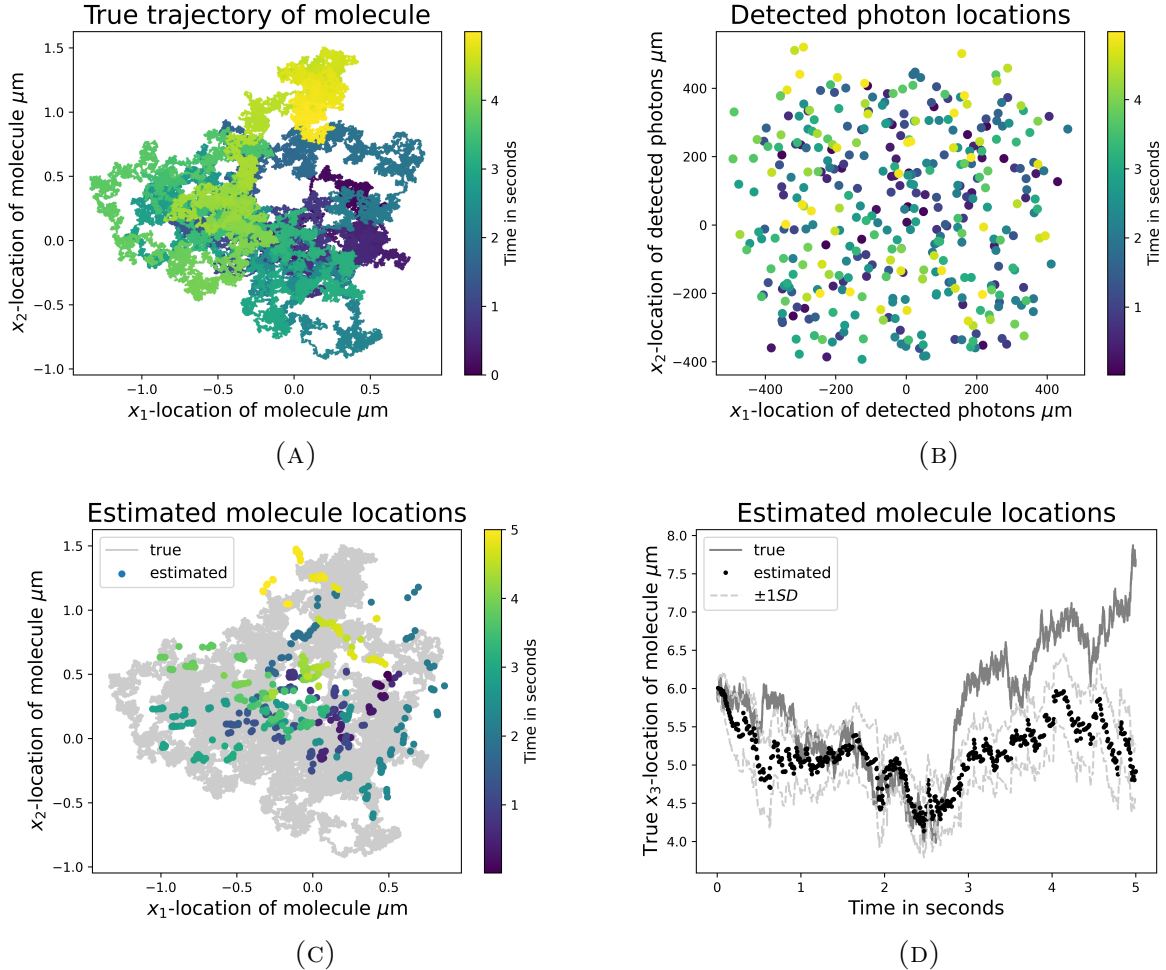 True trajectory of molecule
x₂-location of molecule μm
1.5
1.0
0.5
0.0
−0.5
−1.0
−1.0
−0.5
0.0
0.5
x₁-location of molecule μm
4
3
2
1
0
Time in seconds
(A)
Detected photon locations
x₂-location of detected photons μm
400
200
0
−200
−400
−400
−200
0
200
400
x₁-location of detected photons μm
4
3
2
1
Time in seconds
(B)
Estimated molecule locations
true
estimated
x₂-location of molecule μm
1.5
1.0
0.5
0.0
−0.5
−1.0
−1.0
−0.5
0.0
0.5
x₁-location of molecule μm
5
4
3
2
1
Time in seconds
(C)
Estimated molecule locations
true
estimated
±1SD
True x₃-location of molecule μm
8.0
7.5
7.0
6.5
6.0
5.5
5.0
4.5
4.0
0
1
2
3
4
5
Time in seconds
(D)